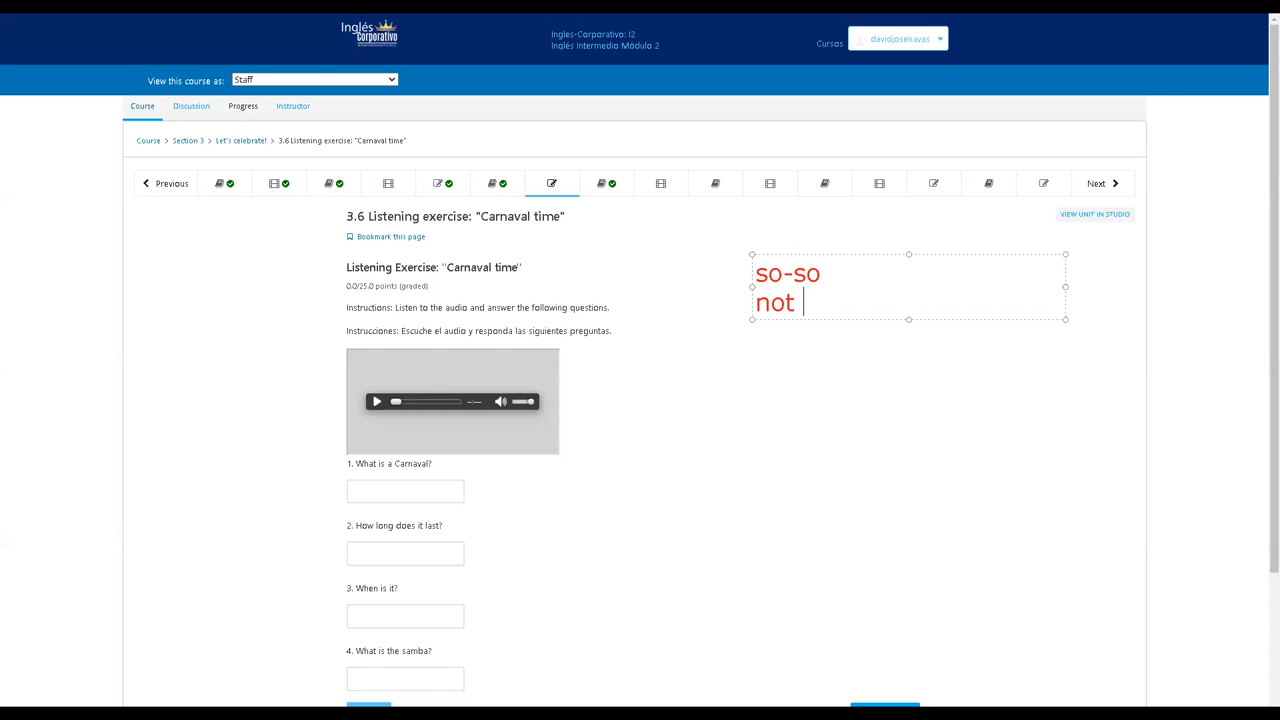 Inglés
Corporativo
Ingles-Corporativo: I2
Inglés Intermedio Módulo 2
Cursos
davidjosenavas
View this course as:
Staff
Course
Discussion
Progress
Instructor
Course > Section 3 > Let's celebrate! > 3.6 Listening exercise: "Carnaval time"
Previous
Next
3.6 Listening exercise: "Carnaval time"
VIEW UNIT IN STUDIO
Bookmark this page
Listening Exercise: "Carnaval time"
0.0/25.0 points (graded)
so-so
not
Instructions: Listen to the audio and answer the following questions.
Instrucciones: Escuche el audio y responda las siguientes preguntas.
--:--
1. What is a Carnaval?
2. How long does it last?
3. When is it?
4. What is the samba?